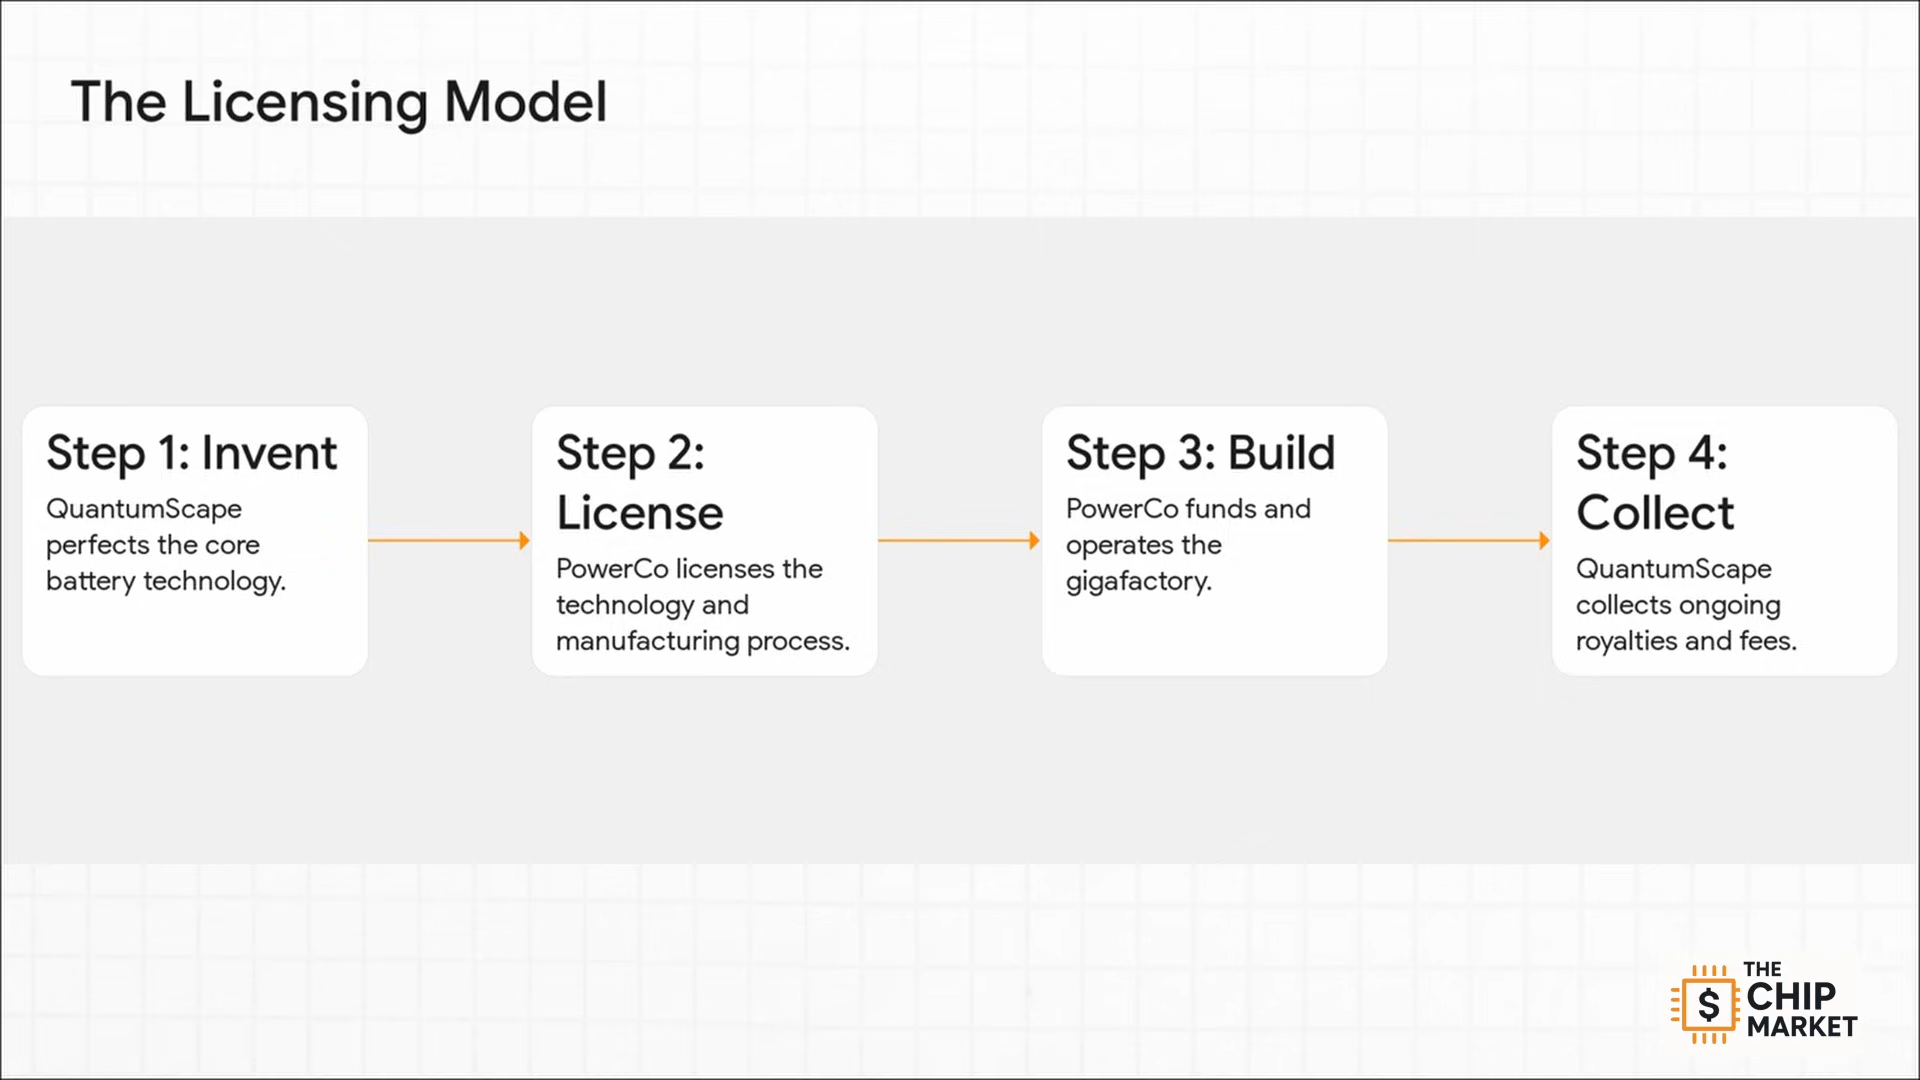 The Licensing Model
Step 1: Invent
QuantumScape
perfects the core
battery technology.
Step 2:
License
PowerCo licenses the
technology and
manufacturing process.
Step 3: Build
PowerCo funds and
operates the
gigafactory.
Step 4:
Collect
QuantumScape
collects ongoing
royalties and fees.
$
THE
CHIP
MARKET